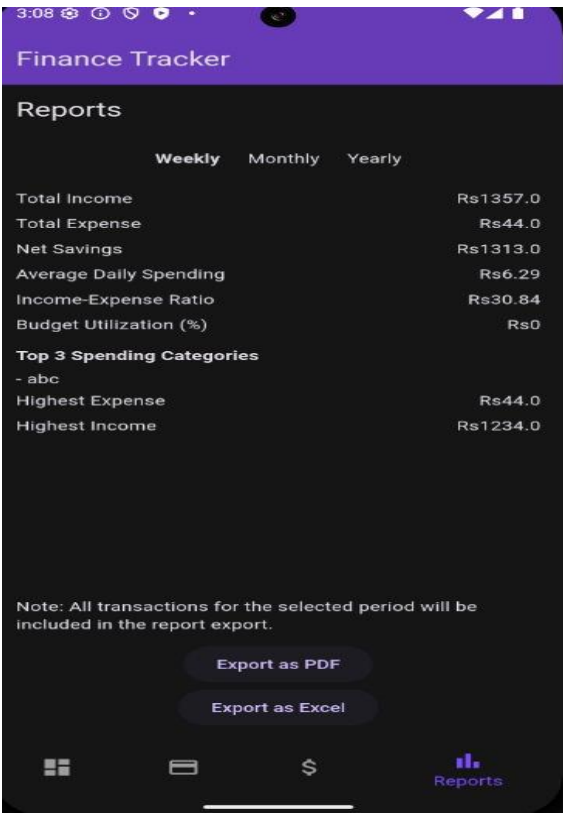 3:08
Finance Tracker
Reports
Weekly Monthly Yearly
Total Income Rs1357.0
Total Expense Rs44.0
Net Savings Rs1313.0
Average Daily Spending Rs6.29
Income-Expense Ratio Rs30.84
Budget Utilization (%) Rs0
Top 3 Spending Categories
- abc
Highest Expense Rs44.0
Highest Income Rs1234.0
Note: All transactions for the selected period will be
included in the report export.
Export as PDF
Export as Excel
Reports